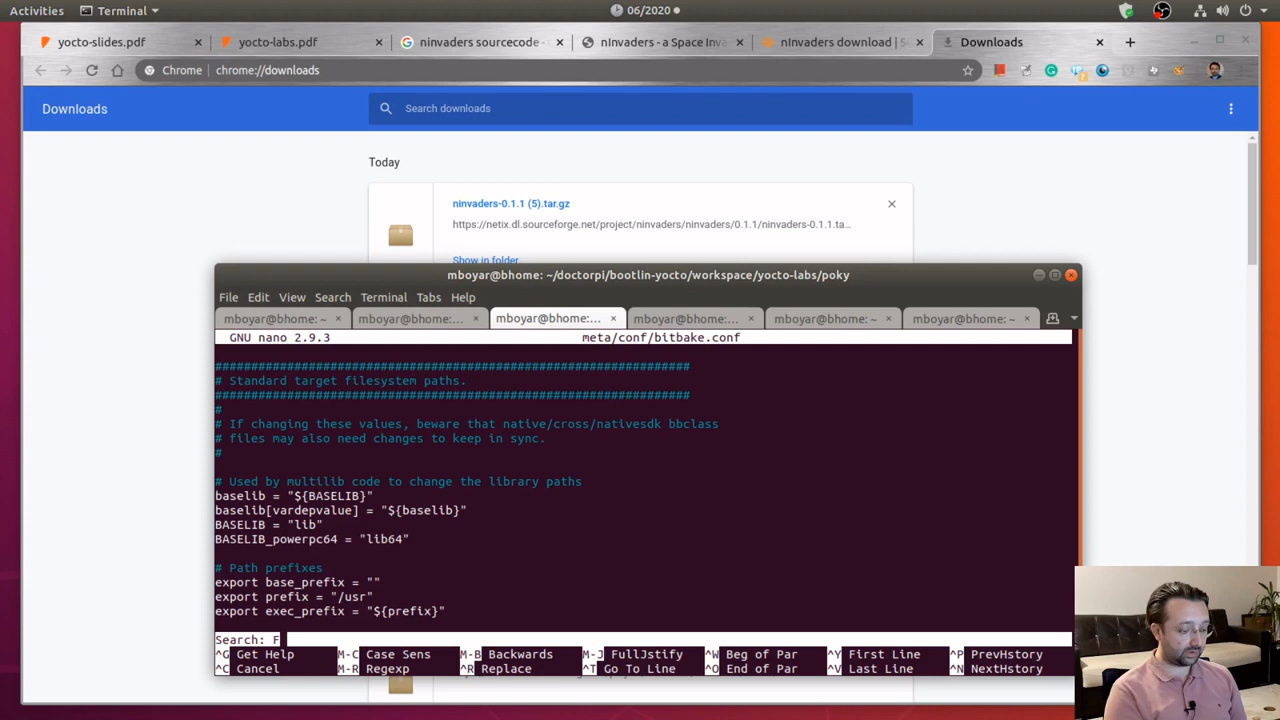 Activities Terminal 06/2020
yocto-slides.pdf yocto-labs.pdf ninvaders sourcecode - nInvaders - a Space Inva ninvaders download | S Downloads
Chrome chrome://downloads
Downloads Search downloads
Today
ninvaders-0.1.1 (5).tar.gz
https://netix.dl.sourceforge.net/project/ninvaders/ninvaders/0.1.1/ninvaders-0.1.1.ta...
Show in folder
mboyar@bhome: ~/doctorpi/bootlin-yocto/workspace/yocto-labs/poky
File Edit View Search Terminal Tabs Help
mboyar@bhome: ~ mboyar@bhome:... mboyar@bhome:... mboyar@bhome:... mboyar@bhome: ~ mboyar@bhome: ~
GNU nano 2.9.3 meta/conf/bitbake.conf
##################################################################
# Standard target filesystem paths.
##################################################################
#
# If changing these values, beware that native/cross/nativesdk bbclass
# files may also need changes to keep in sync.
#
# Used by multilib code to change the library paths
baselib = "${BASELIB}"
baselib[vardepvalue] = "${baselib}"
BASELIB = "lib"
BASELIB_powerpc64 = "lib64"
# Path prefixes
export base_prefix = ""
export prefix = "/usr"
export exec_prefix = "${prefix}"
Search: F
^G Get Help M-C Case Sens M-B Backwards M-J FullJstify ^W Beg of Par ^Y First Line ^P PrevHstory
^C Cancel M-R Regexp ^R Replace ^T Go To Line ^O End of Par ^V Last Line ^N NextHstory